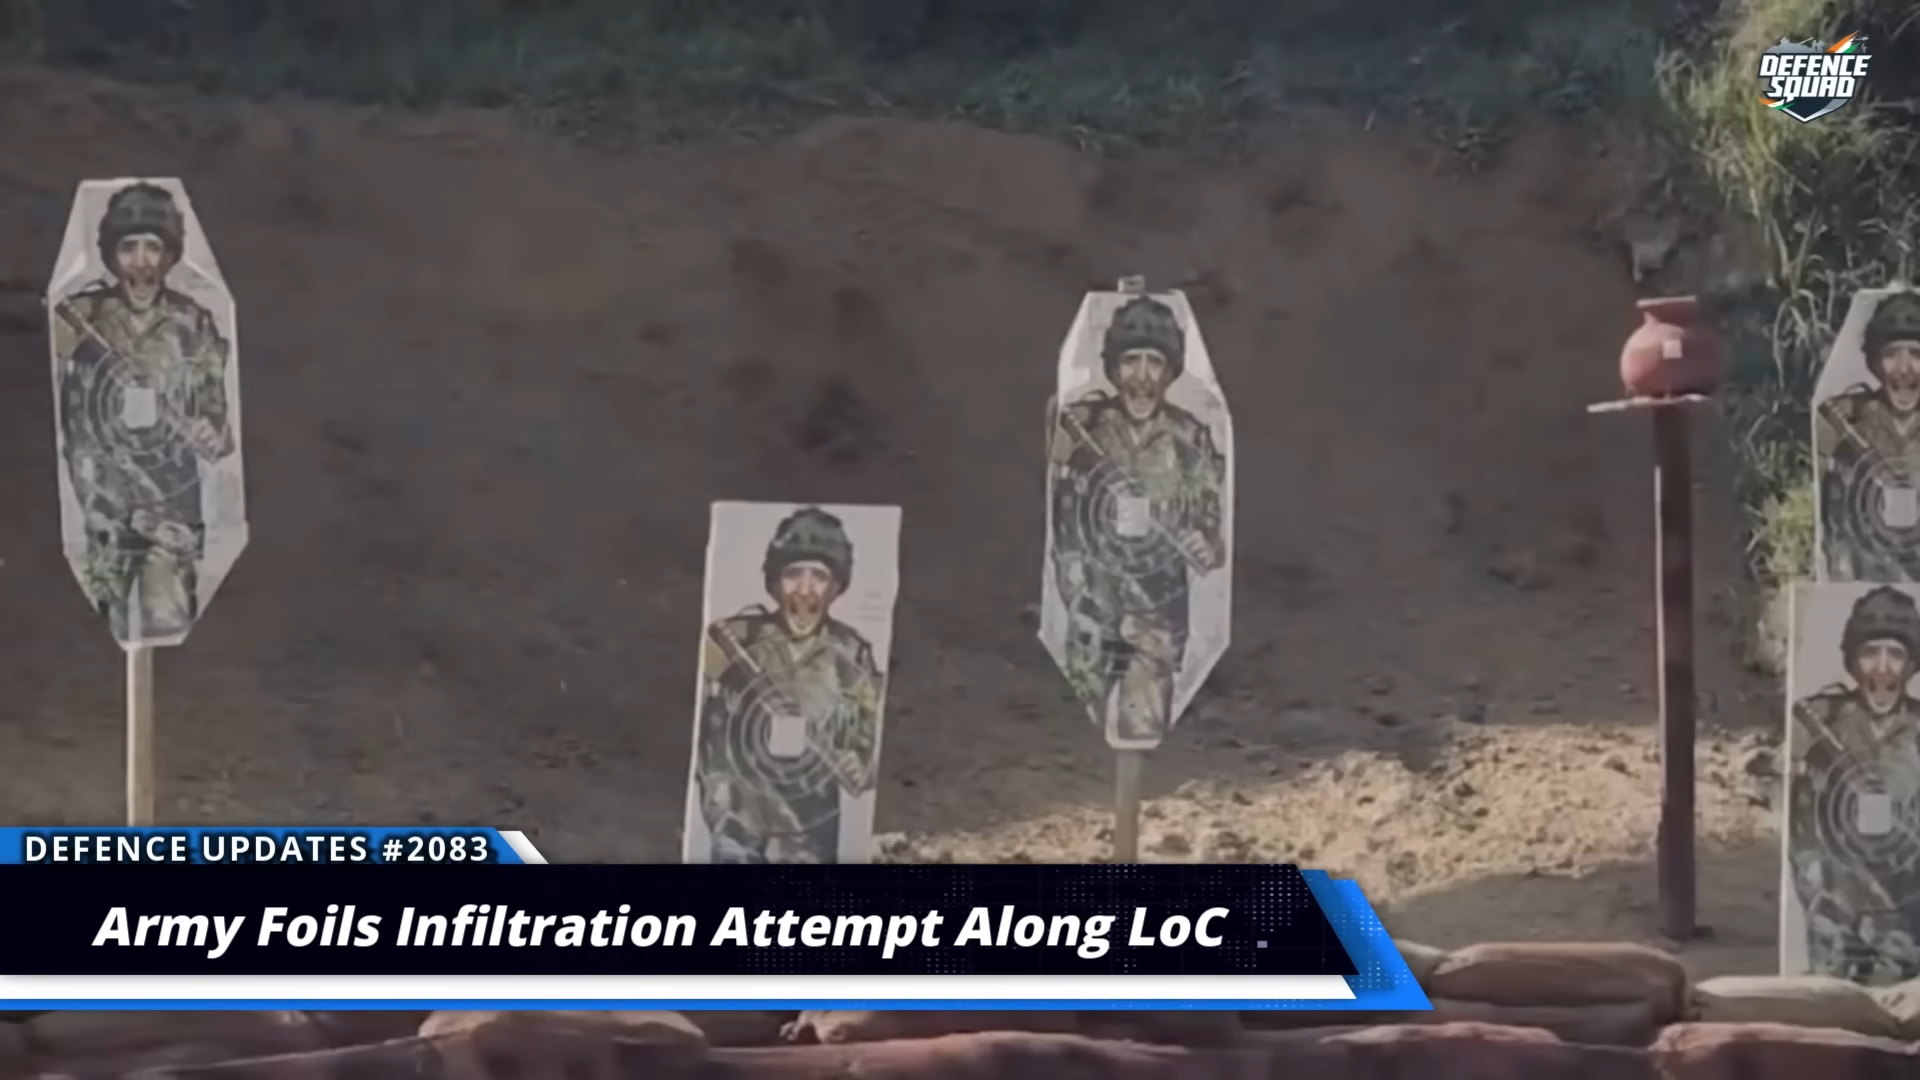 DEFENCE
SQUAD
DEFENCE UPDATES #2083
Army Foils Infiltration Attempt Along LoC